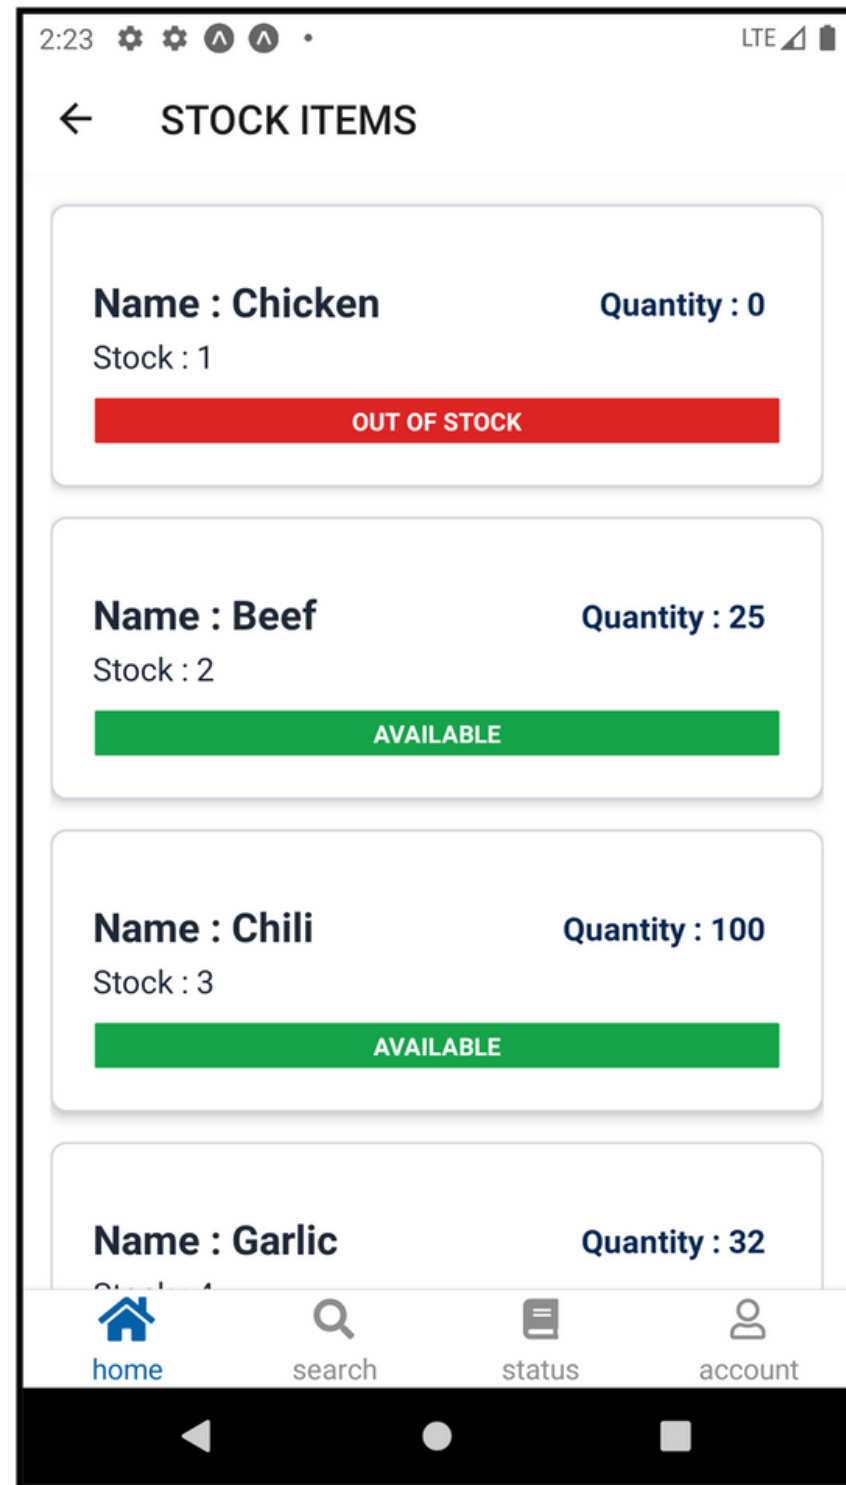 2:23 LTE
STOCK ITEMS
Name : Chicken Quantity : 0
Stock : 1
OUT OF STOCK
Name : Beef Quantity : 25
Stock : 2
AVAILABLE
Name : Chili Quantity : 100
Stock : 3
AVAILABLE
Name : Garlic Quantity : 32
home search status account